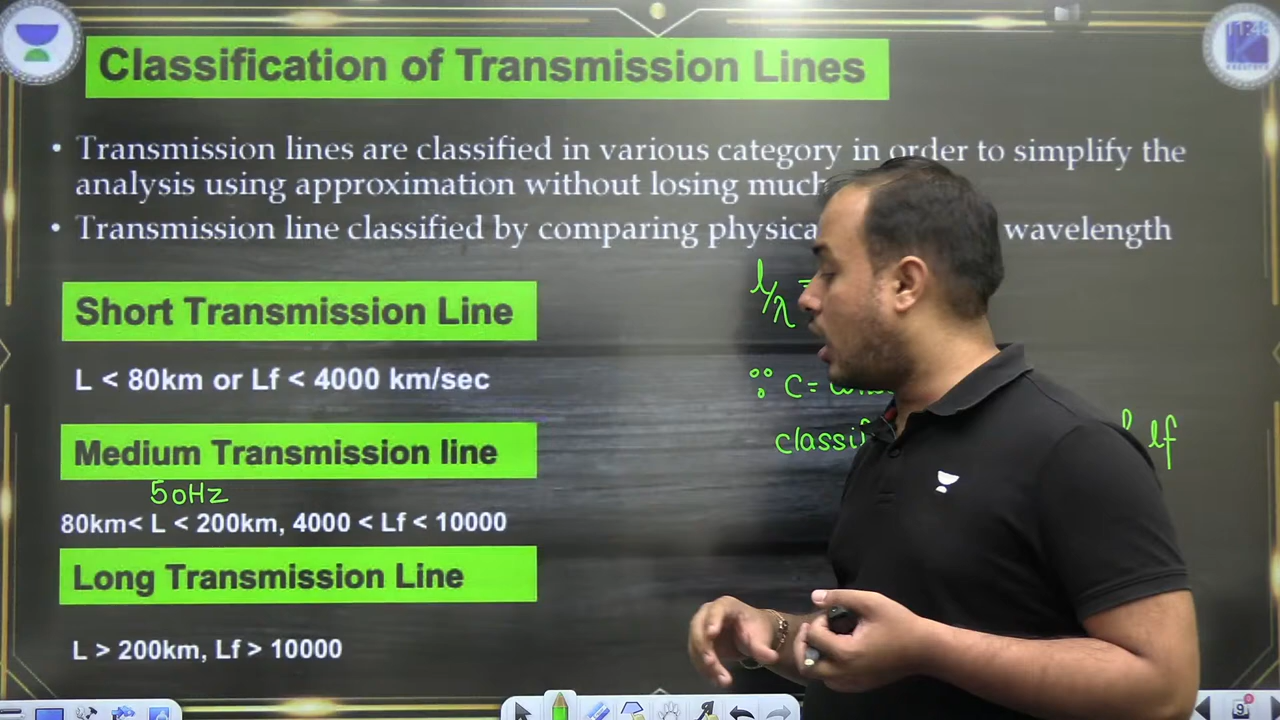 Classification of Transmission Lines
• Transmission lines are classified in various category in order to simplify the
analysis using approximation without losing much
• Transmission line classified by comparing wavelength
l/λ =
Short Transmission Line
L < 80km or Lf < 4000 km/sec
∵ C =
lf
Medium Transmission line
50Hz
80km< L < 200km, 4000 < Lf < 10000
Long Transmission Line
L > 200km, Lf > 10000